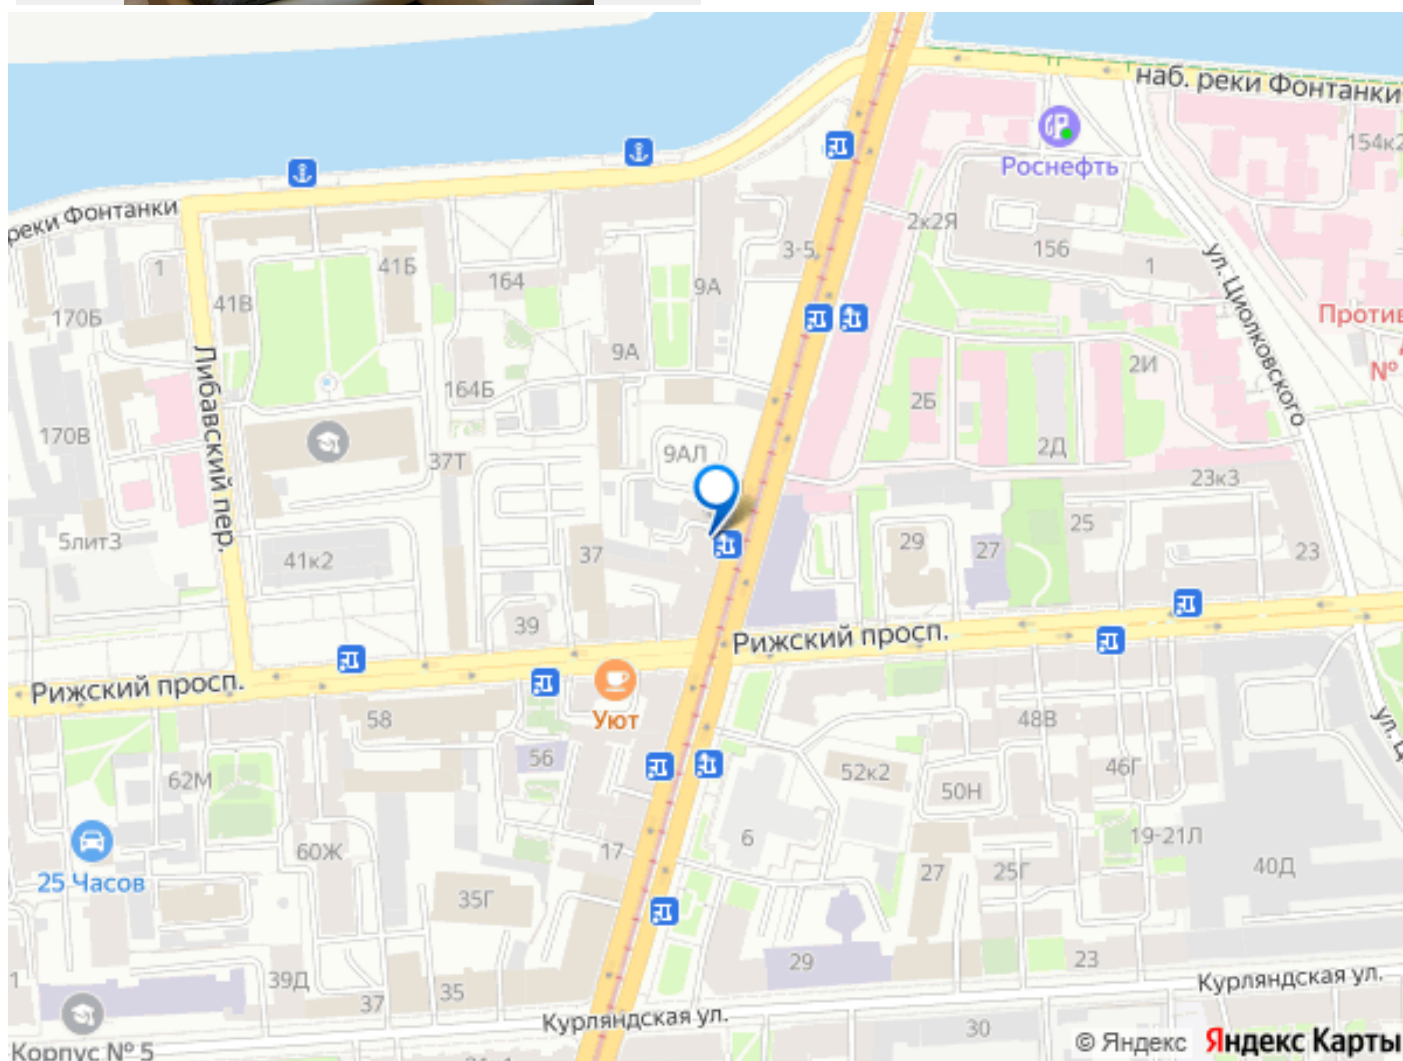 наб. реки Фонтанки
154к2
Роснефть
реки Фонтанки
2к2Я
3-5
156
1
1
41Б
164
9А
41В
170Б
ул. Циолковского
Против
№
9А
2И
Либавский пер.
164Б
2Б
170В
37Т
9АЛ
2Д
23к3
25
5лит3
41к2
37
29
27
23
39
Рижский просп.
Рижский просп.
Уют
58
48В
56
62М
52к2
50Н
46Г
6
19-21Л
60Ж
17
25 Часов
27
25Г
40Д
35Г
29
23
39Д
37
35
Курляндская ул.
Курляндская ул.
30
Корпус № 5
© Яндекс Яндекс Карты